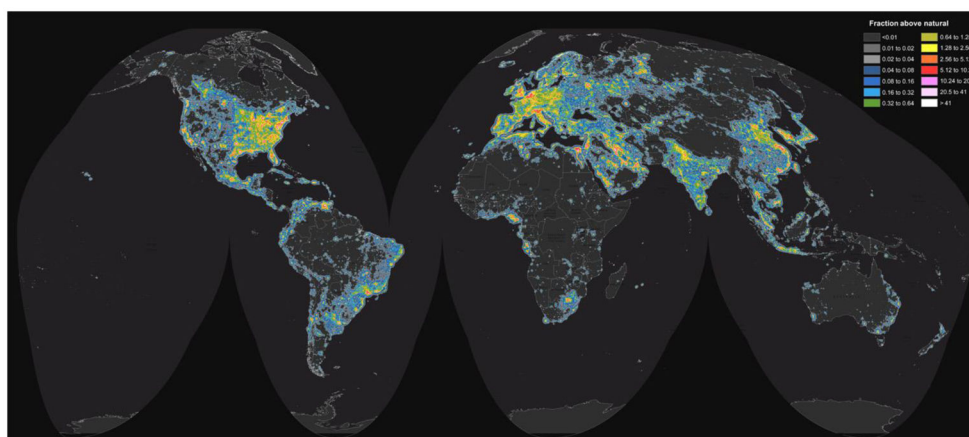 Fraction above natural
<0.01
0.01 to 0.02
0.02 to 0.04
0.04 to 0.08
0.08 to 0.16
0.16 to 0.32
0.32 to 0.64
0.64 to 1.2
1.28 to 2.5
2.56 to 5.1
5.12 to 10.
10.24 to 20
20.5 to 41
> 41